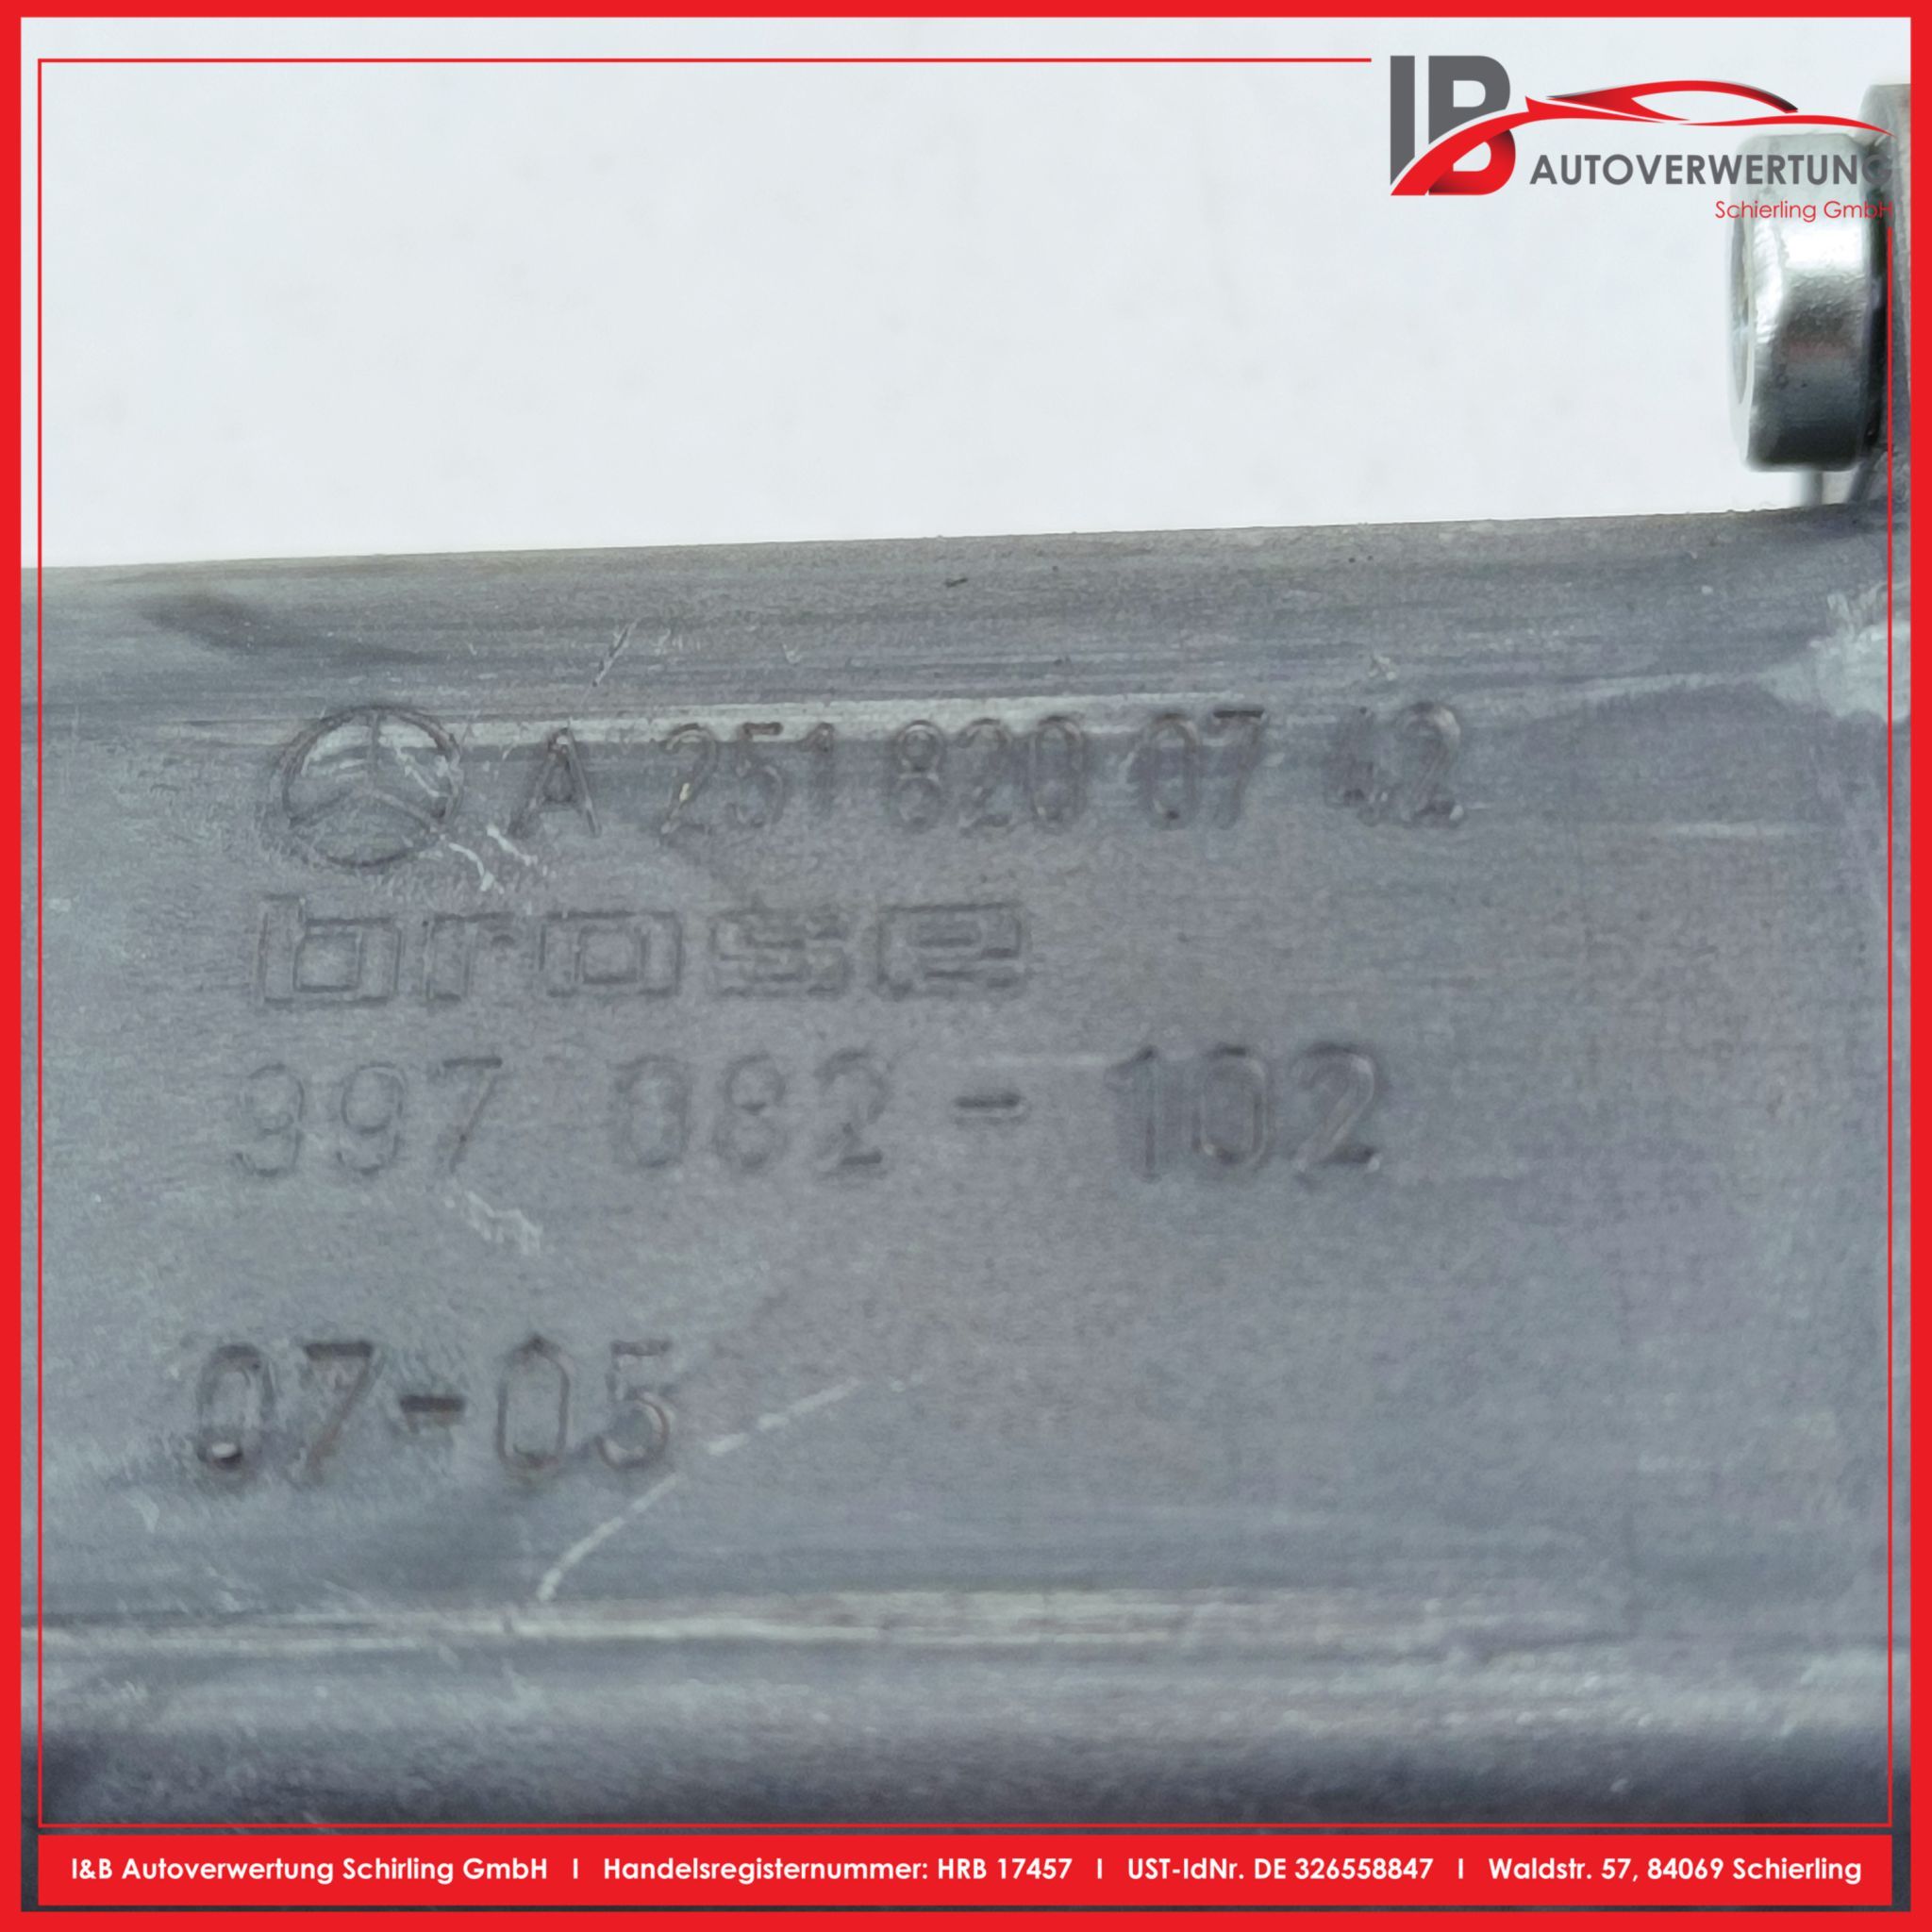 IB
AUTOVERWERTUNG
Schierling GmbH
A 251 820 07 42
brose
997 082 - 102
07-05
I&B Autoverwertung Schirling GmbH I Handelsregisternummer: HRB 17457 I UST-IdNr. DE 326558847 I Waldstr. 57, 84069 Schierling